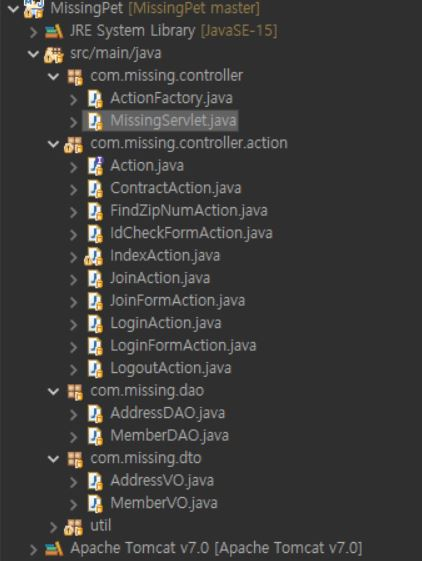 MissingPet [MissingPet master]
JRE System Library [JavaSE-15]
src/main/java
com.missing.controller
ActionFactory.java
MissingServlet.java
com.missing.controller.action
Action.java
ContractAction.java
FindZipNumAction.java
IdCheckFormAction.java
IndexAction.java
JoinAction.java
JoinFormAction.java
LoginAction.java
LoginFormAction.java
LogoutAction.java
com.missing.dao
AddressDAO.java
MemberDAO.java
com.missing.dto
AddressVO.java
MemberVO.java
util
Apache Tomcat v7.0 [Apache Tomcat v7.0]